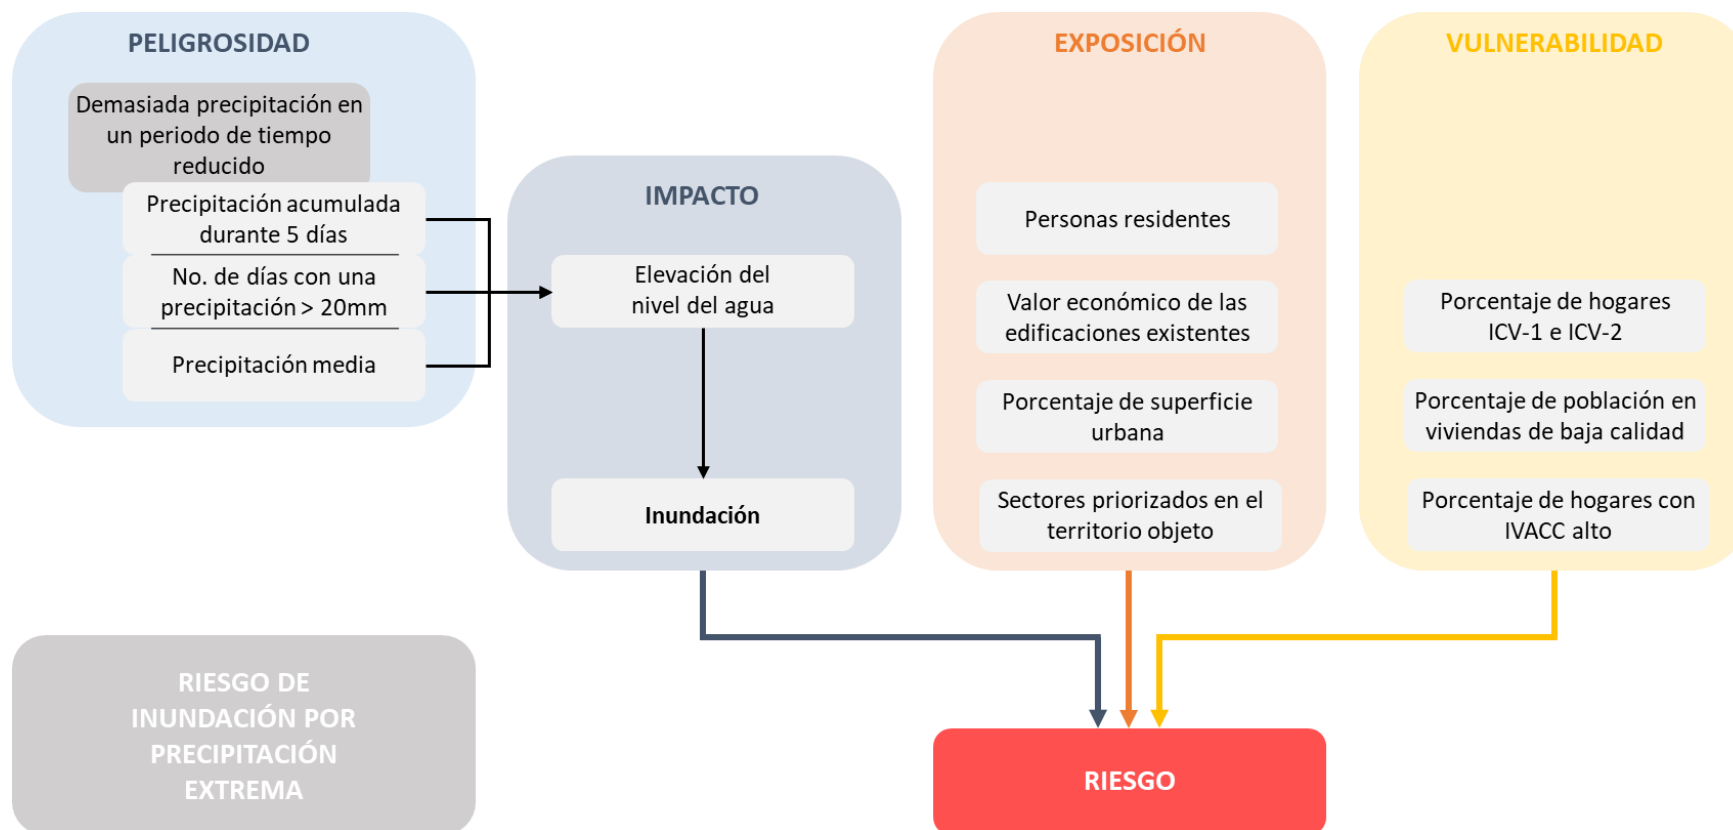 PELIGROSIDAD
Demasiada precipitación en
un periodo de tiempo
reducido
Precipitación acumulada
durante 5 días
No. de días con una
precipitación > 20mm
Precipitación media
IMPACTO
Elevación del
nivel del agua
Inundación
EXPOSICIÓN
Personas residentes
Valor económico de las
edificaciones existentes
Porcentaje de superficie
urbana
Sectores priorizados en el
territorio objeto
VULNERABILIDAD
Porcentaje de hogares
ICV-1 e ICV-2
Porcentaje de población en
viviendas de baja calidad
Porcentaje de hogares con
IVACC alto
RIESGO DE
INUNDACIÓN POR
PRECIPITACIÓN
EXTREMA
RIESGO